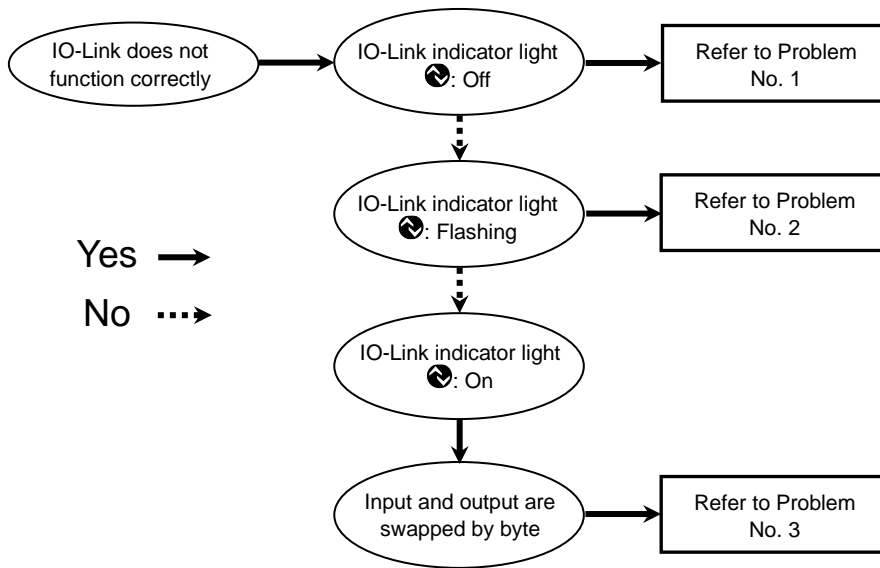 IO-Link does not
function correctly
IO-Link indicator light
: Off
Refer to Problem
No. 1
IO-Link indicator light
: Flashing
Refer to Problem
No. 2
Yes
No
IO-Link indicator light
: On
Input and output are
swapped by byte
Refer to Problem
No. 3